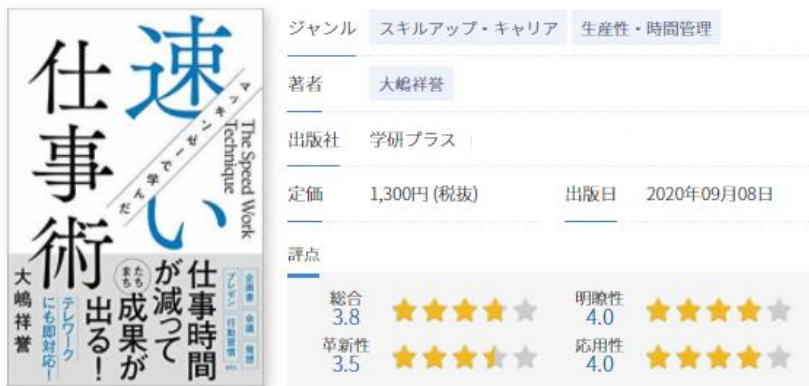 速い
仕事術
マッキンゼーで学んだ
The Speed Work
Technique
仕事時間
が減って
たちまち
成果が
出る！
テレワーク
にも即対応！
企画書
会議
発想
プレゼン
行動習慣
etc.
大嶋祥誉
ジャンル スキルアップ・キャリア 生産性・時間管理
著者 大嶋祥誉
出版社 学研プラス
定価 1,300円 (税抜) 出版日 2020年09月08日
評点
総合 明瞭性
3.8 4.0
革新性 応用性
3.5 4.0